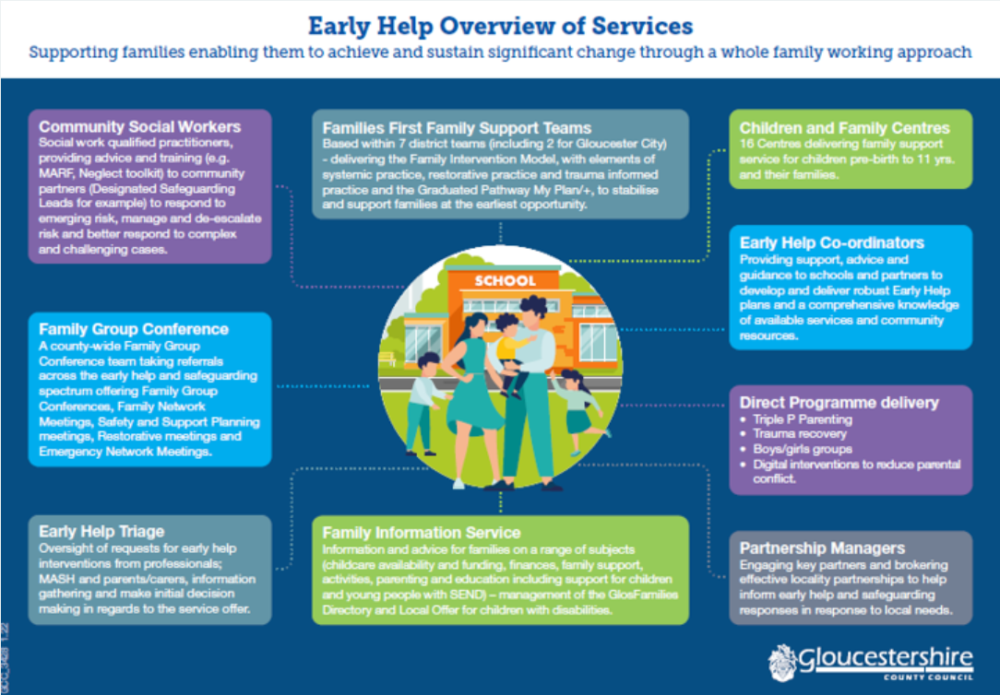 Early Help Overview of Services
Supporting families enabling them to achieve and sustain significant change through a whole family working approach
Community Social Workers
Social work qualified practitioners,
providing advice and training (e.g.
MARF, Neglect toolkit) to community
partners (Designated Safeguarding
Leads for example) to respond to
emerging risk, manage and de-escalate
risk and better respond to complex
and challenging cases.
Families First Family Support Teams
Based within 7 district teams (including 2 for Gloucester City)
- delivering the Family Intervention Model, with elements of
systemic practice, restorative practice and trauma informed
practice and the Graduated Pathway My Plan/+, to stabilise
and support families at the earliest opportunity.
Children and Family Centres
16 Centres delivering family support
service for children pre-birth to 11 yrs.
and their families.
Early Help Co-ordinators
Providing support, advice and
guidance to schools and partners to
develop and deliver robust Early Help
plans and a comprehensive knowledge
of available services and community
resources.
SCHOOL
Family Group Conference
A county-wide Family Group
Conference team taking referrals
across the early help and safeguarding
spectrum offering Family Group
Conferences, Family Network
Meetings, Safety and Support Planning
meetings, Restorative meetings and
Emergency Network Meetings.
Direct Programme delivery
• Triple P Parenting
• Trauma recovery
• Boys/girls groups
• Digital interventions to reduce parental
conflict.
Early Help Triage
Oversight of requests for early help
interventions from professionals;
MASH and parents/carers, information
gathering and make initial decision
making in regards to the service offer.
Family Information Service
Information and advice for families on a range of subjects
(childcare availability and funding, finances, family support,
activities, parenting and education including support for children
and young people with SEND) – management of the GlosFamilies
Directory and Local Offer for children with disabilities.
Partnership Managers
Engaging key partners and brokering
effective locality partnerships to help
inform early help and safeguarding
responses in response to local needs.
Gloucestershire
COUNTY COUNCIL